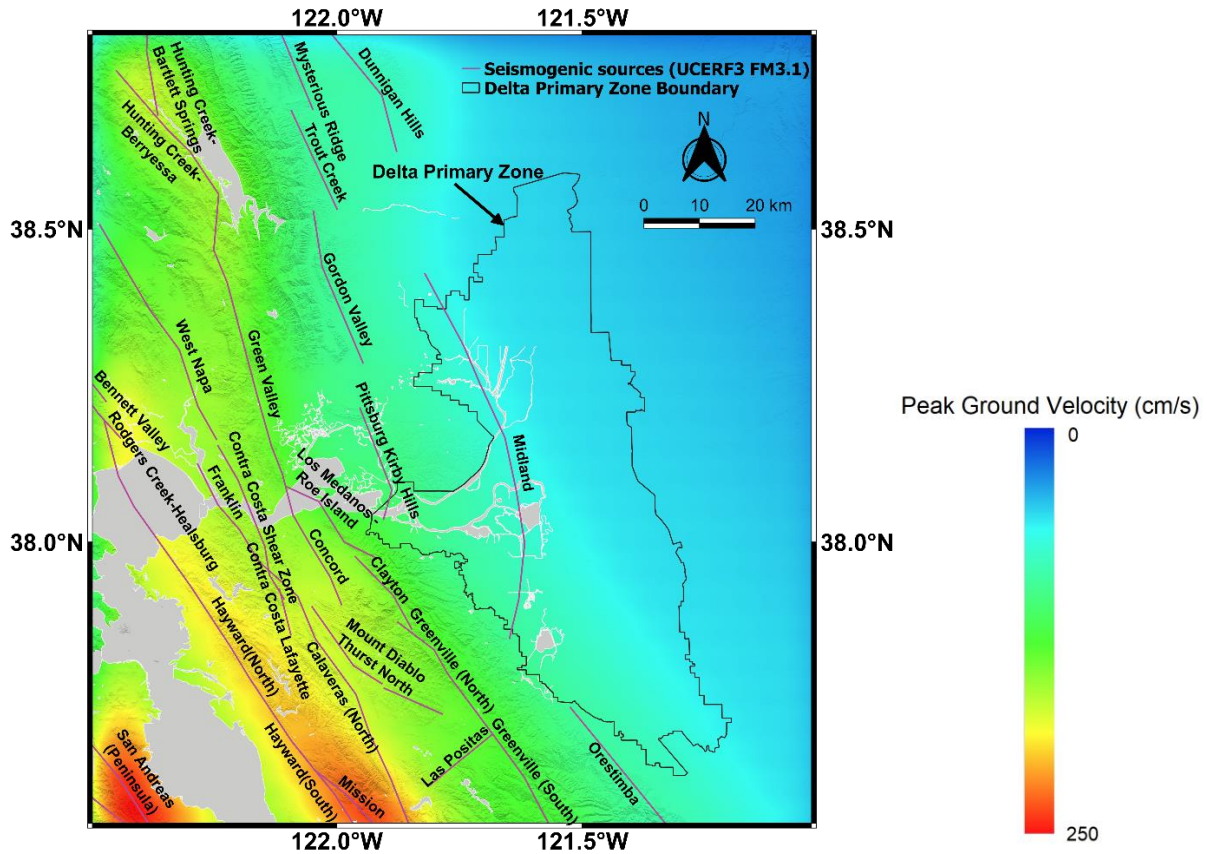 122.0°W
121.5°W
Seismogenic sources (UCERF3 FM3.1)
Delta Primary Zone Boundary
Hunting Creek-
Bartlett Springs
Hunting Creek-
Berryessa
Mysterious Ridge
Trout Creek
Dunnigan Hills
N
Delta Primary Zone
0 10 20 km
38.5°N
38.5°N
Gordon Valley
West Napa
Green Valley
Bennett Valley
Rodgers Creek-Healsburg
Franklin
Contra Costa Shear Zone
Los Medanos -
Roe Island
Pittsburg Kirby Hills
Midland
Peak Ground Velocity (cm/s)
0
250
38.0°N
38.0°N
Concord
Clayton
Contra Costa Lafayette
Hayward(North)
Mount Diablo
Thurst North
Greenville (North)
Calaveras (North)
San Andreas
(Peninsula)
Hayward(South)
Mission
Las Positas
Greenville (South)
Orestimba
122.0°W
121.5°W